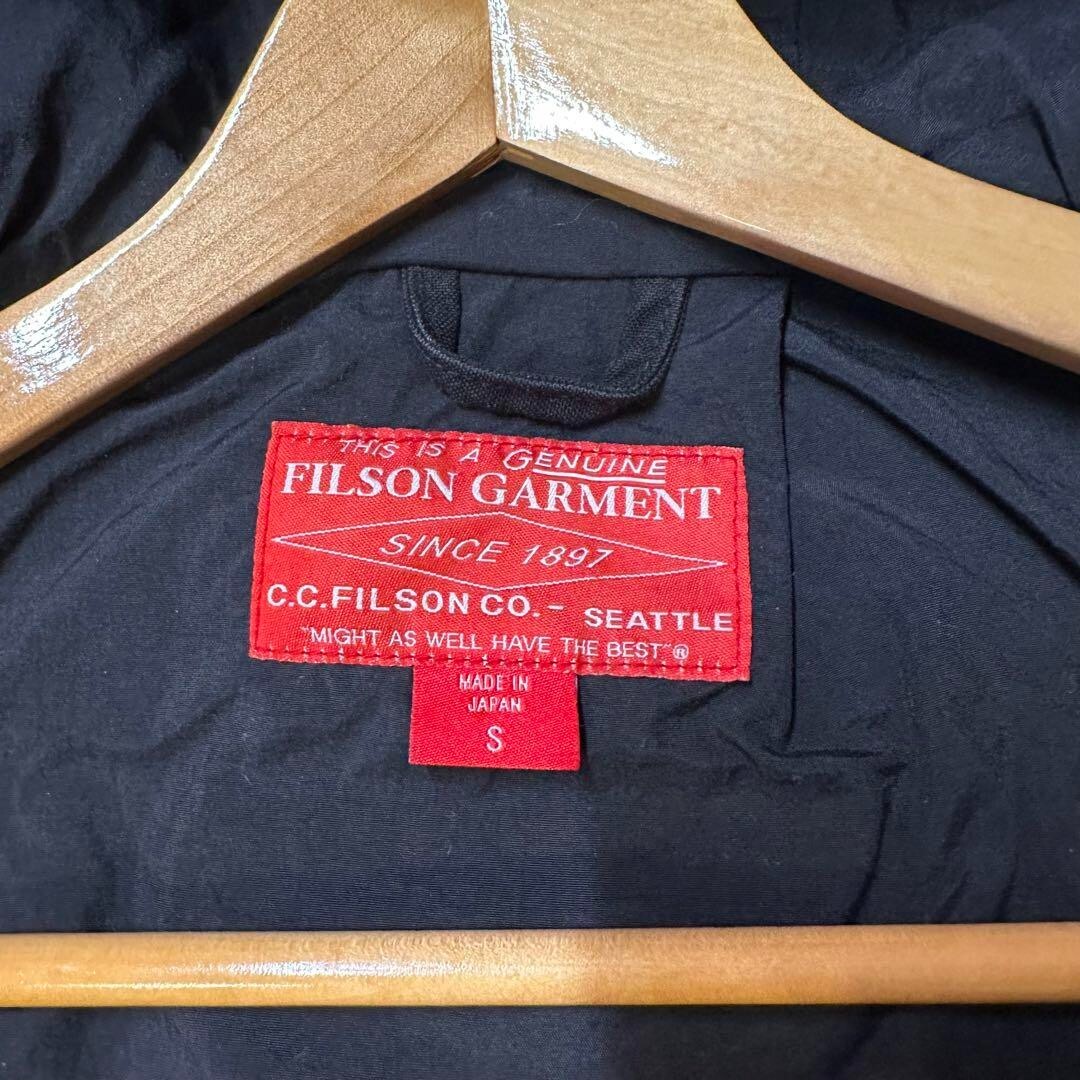 THIS IS A GENUINE
FILSON GARMENT
SINCE 1897
C.C.FILSON CO. - SEATTLE
"MIGHT AS WELL HAVE THE BEST"®
MADE IN
JAPAN
S